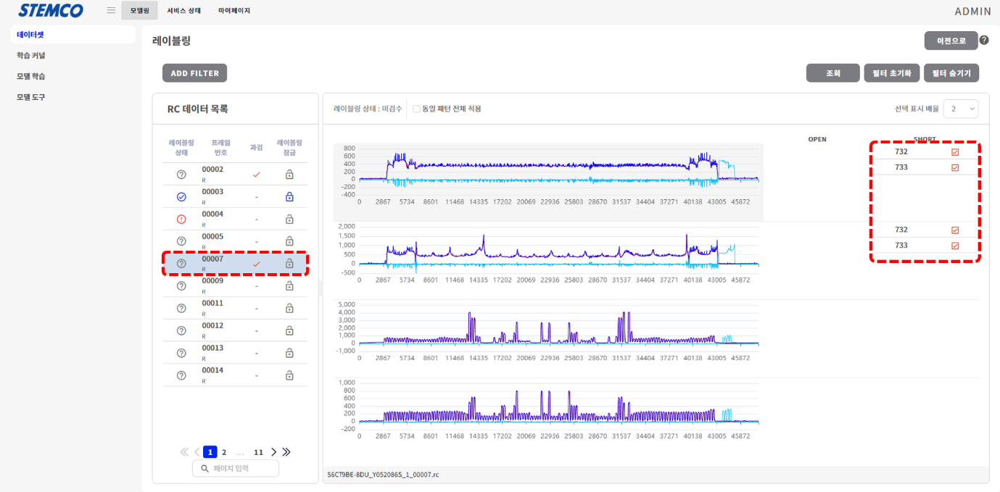 STEMCO
모델링 서비스 상태 마이페이지
ADMIN
데이터셋
학습 커널
모델 학습
모델 도구
레이블링
이전으로
ADD FILTER
조회 필터 초기화 필터 숨기기
RC 데이터 목록
레이블링 상태 프레임 번호 과검 레이블링 잠금
00002
R
00003
R
-
00004
R
-
00005
R
-
00007
R
00009
R
-
00011
R
-
00012
R
-
00013
R
-
00014
R
-
1 2 ... 11
페이지 입력
레이블링 상태 : 미검수 동일 패턴 전체 적용
선택 표시 배율 2
OPEN SHORT
800
600
400
200
0
-200
-400
0 2867 5734 8601 11468 14335 17202 20069 22936 25803 28670 31537 34404 37271 40138 43005 45872
732
733
2,000
1,500
1,000
500
0
-500
0 2867 5734 8601 11468 14335 17202 20069 22936 25803 28670 31537 34404 37271 40138 43005 45872
732
733
5,000
4,000
3,000
2,000
1,000
0
-1,000
0 2867 5734 8601 11468 14335 17202 20069 22936 25803 28670 31537 34404 37271 40138 43005 45872
1,000
800
600
400
200
0
-200
0 2867 5734 8601 11468 14335 17202 20069 22936 25803 28670 31537 34404 37271 40138 43005 45872
S6CT9BE-8DU_Y052086S_1_00007.rc